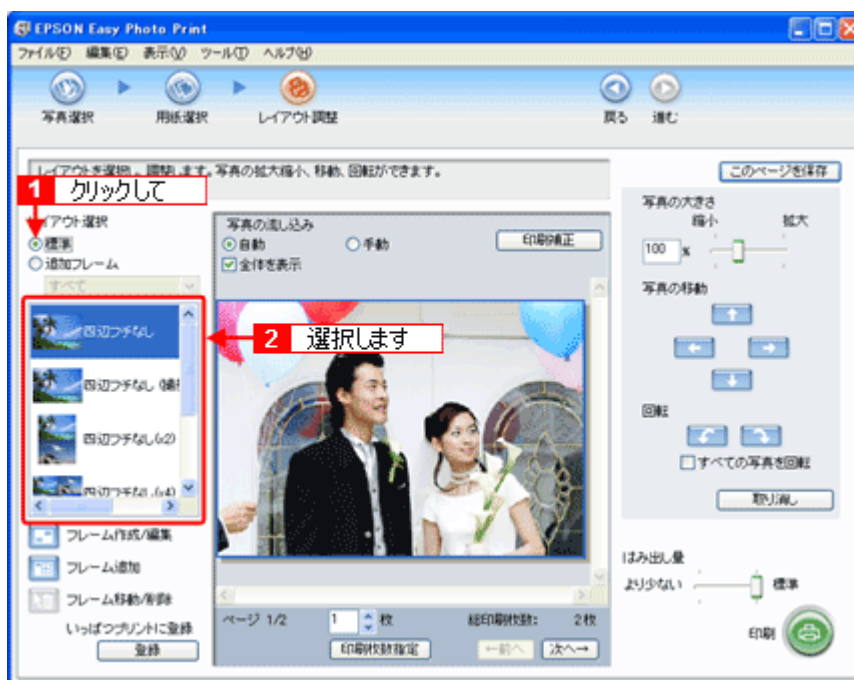 EPSON Easy Photo Print
ファイル(F) 編集(E) 表示(V) ツール(T) ヘルプ(H)
写真選択 用紙選択 レイアウト調整 戻る 進む
レイアウトを選択し、調整します。写真の拡大縮小、移動、回転ができます。
このページを保存
1 クリックして
イアウト選択
標準
追加フレーム
すべて
四辺フチなし
四辺フチなし
四辺フチなし(x2)
四辺フチなし(x4)
2 選択します
フレーム作成/編集
フレーム追加
フレーム移動/削除
いっぱつプリントに登録
登録
写真の流し込み
自動 手動 印刷補正
全体を表示
ページ 1/2 1 枚 総印刷枚数: 2枚
印刷枚数指定 ←前へ 次へ→
写真の大きさ
縮小 拡大
100 %
写真の移動
回転
すべての写真を回転
取り消し
はみ出し量
より少ない 標準
印刷